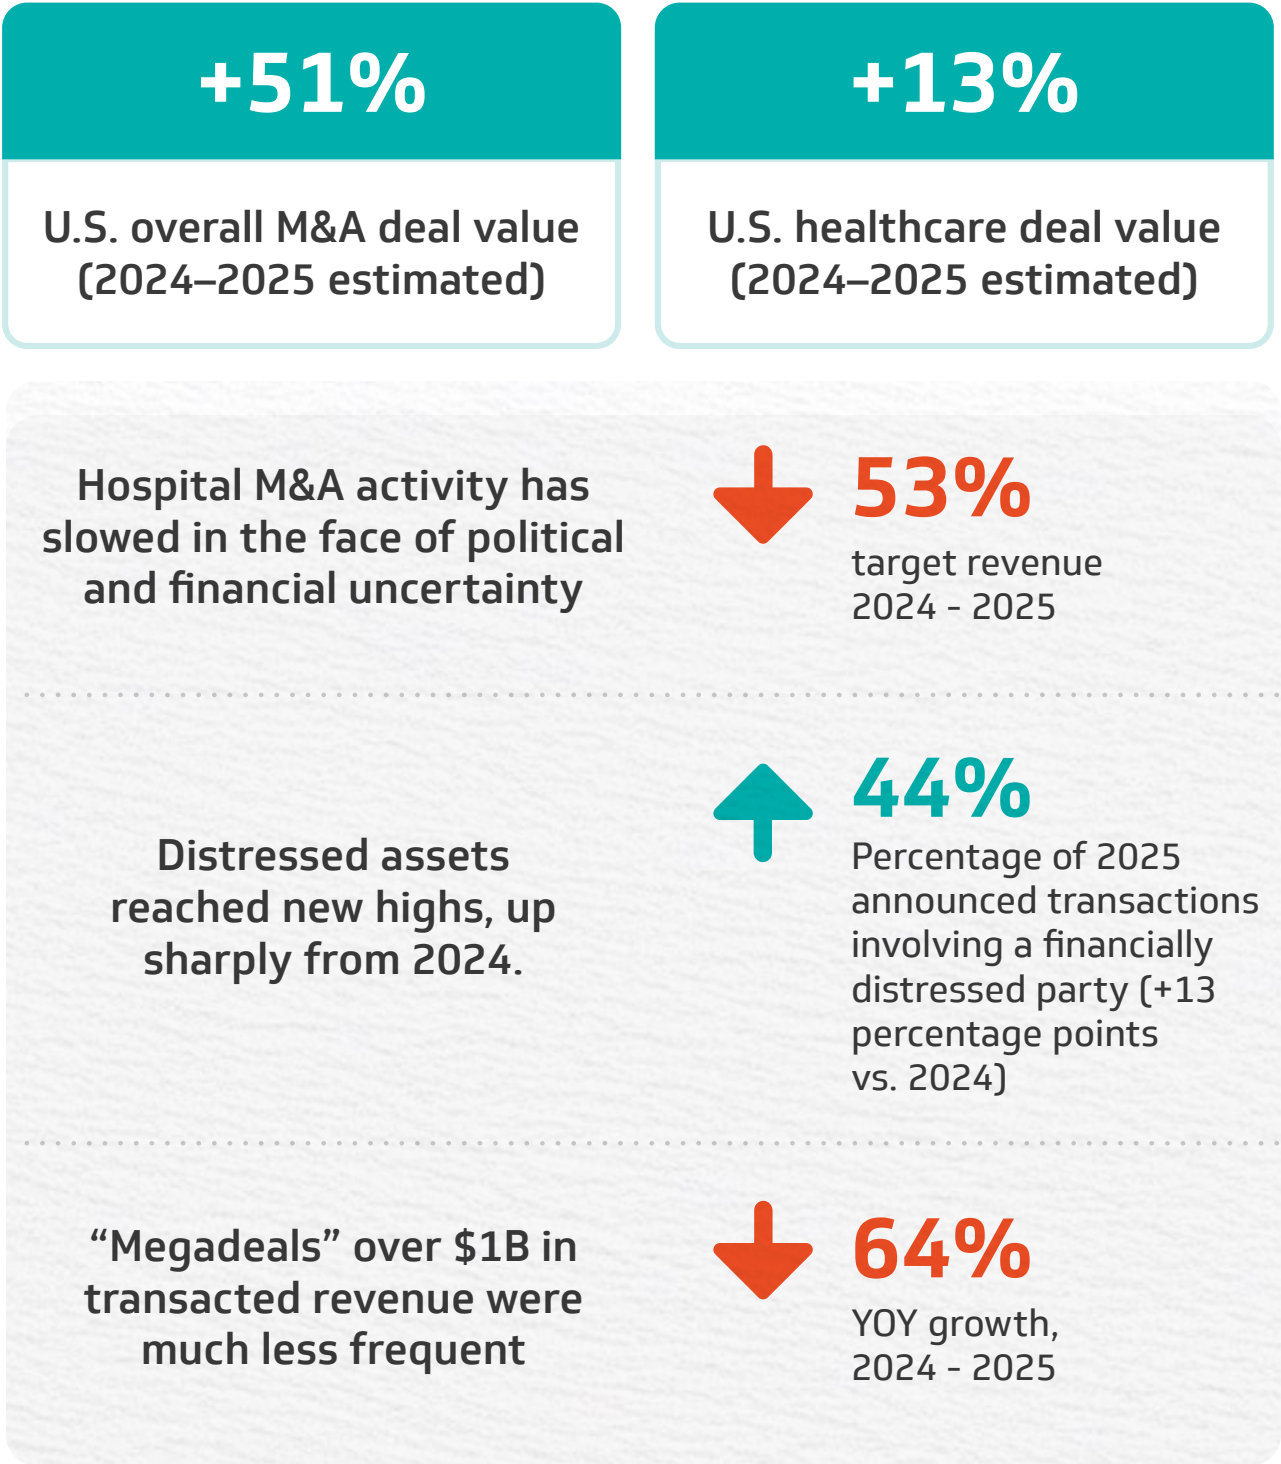 +51%
U.S. overall M&A deal value
(2024–2025 estimated)
+13%
U.S. healthcare deal value
(2024–2025 estimated)
Hospital M&A activity has
slowed in the face of political
and financial uncertainty
53%
target revenue
2024 - 2025
Distressed assets
reached new highs, up
sharply from 2024.
44%
Percentage of 2025
announced transactions
involving a financially
distressed party (+13
percentage points
vs. 2024)
“Megadeals” over $1B in
transacted revenue were
much less frequent
64%
YOY growth,
2024 - 2025